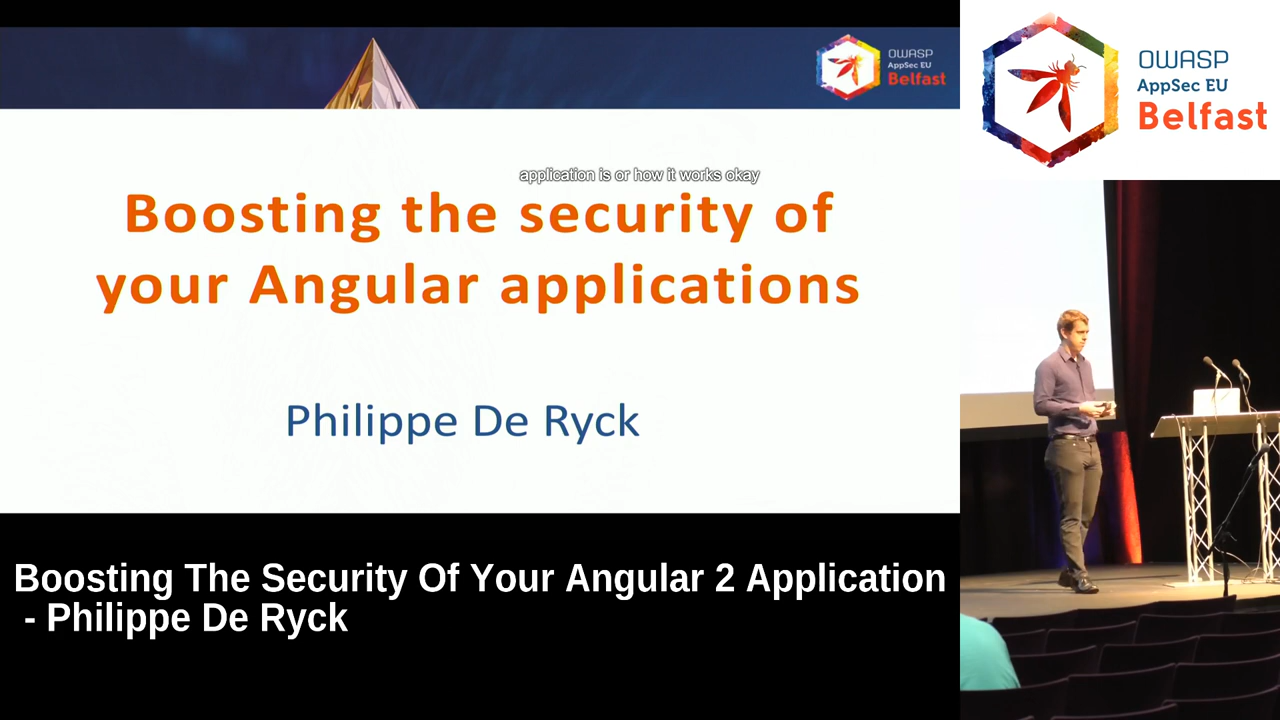 OWASP
AppSec EU
Belfast
OWASP
AppSec EU
Belfast
application is or how it works okay
Boosting the security of
your Angular applications
Philippe De Ryck
Boosting The Security Of Your Angular 2 Application
- Philippe De Ryck